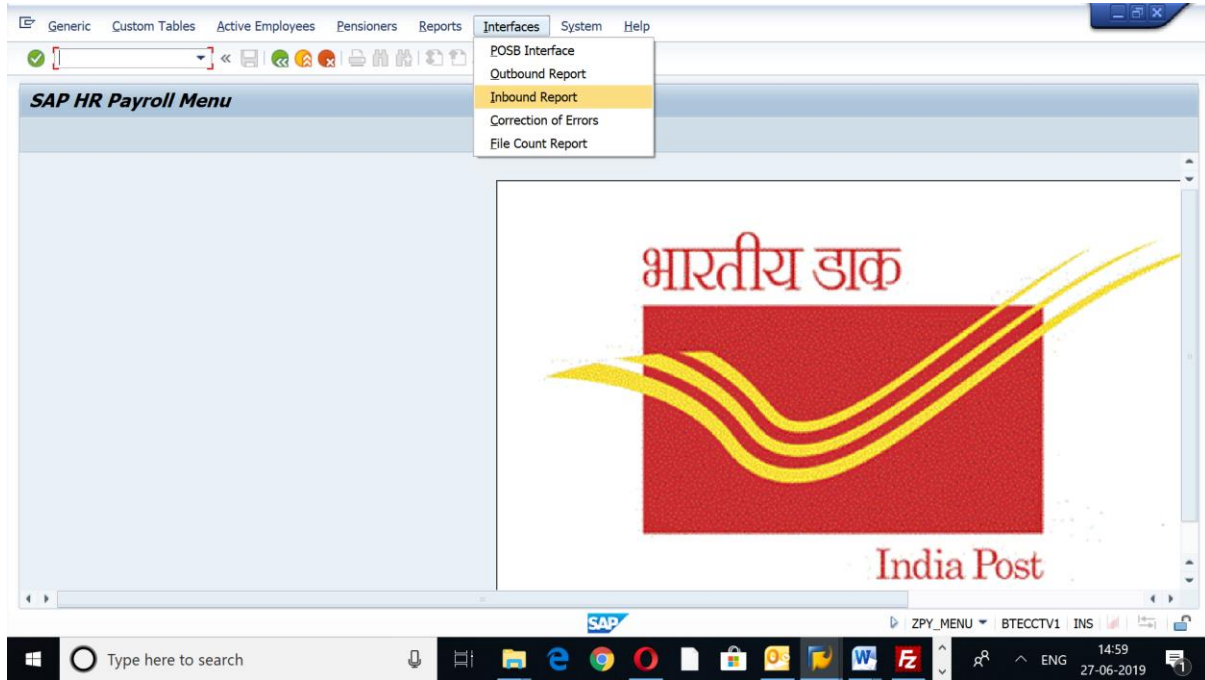 Generic Custom Tables Active Employees Pensioners Reports Interfaces System Help
POSB Interface
Outbound Report
Inbound Report
Correction of Errors
File Count Report
SAP HR Payroll Menu
भारतीय डाक
India Post
SAP ZPY_MENU BTECCTV1 INS
Type here to search
ENG
14:59
27-06-2019
1